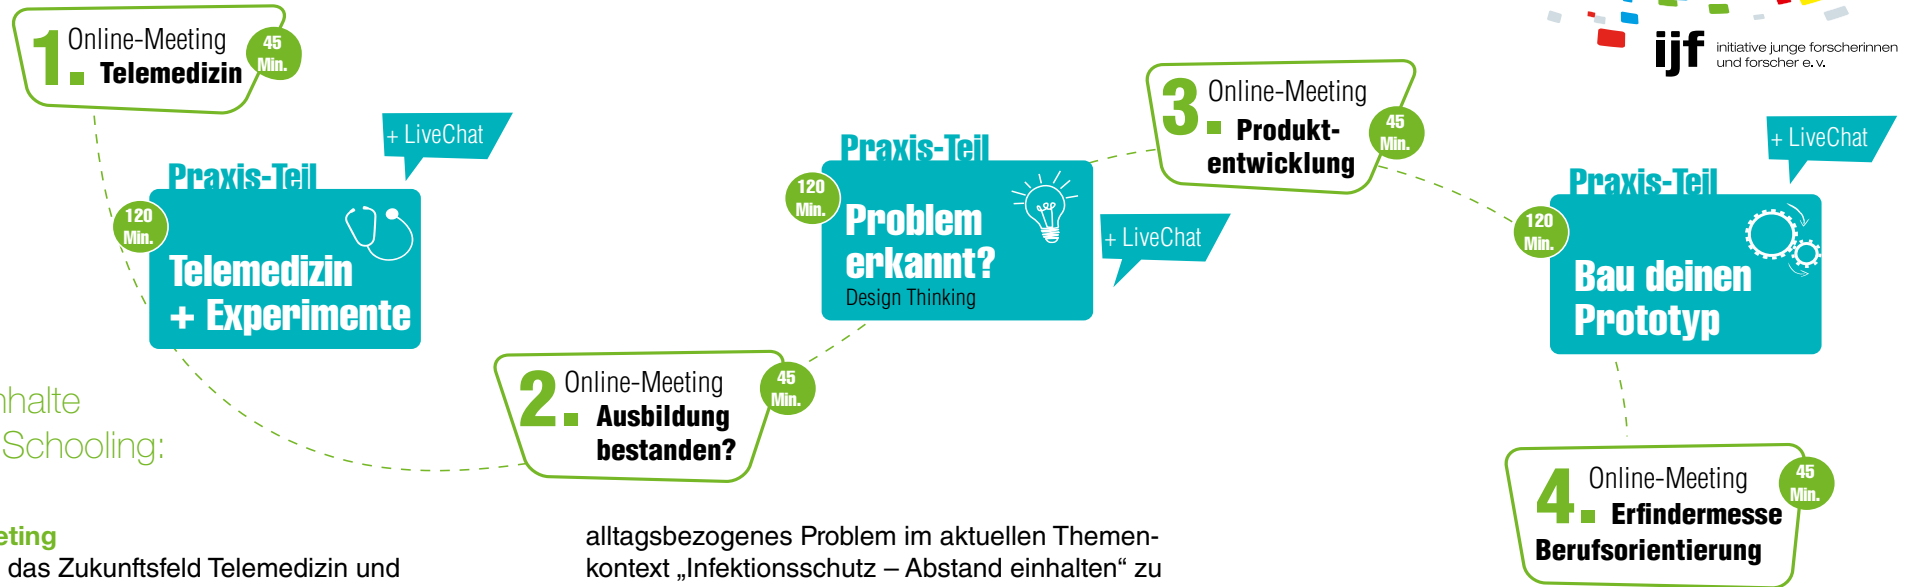 1. Online-Meeting
Telemedizin
45
Min.
Praxis-Teil
+ LiveChat
120
Min.
Telemedizin
+ Experimente
2. Online-Meeting
Ausbildung
bestanden?
45
Min.
Praxis-Teil
120
Min.
Problem
erkannt?
Design Thinking
+ LiveChat
3. Online-Meeting
Produkt-
entwicklung
45
Min.
ijf initiative junge forscherinnen
und forscher e.v.
Praxis-Teil
+ LiveChat
120
Min.
Bau deinen
Prototyp
4. Online-Meeting
Erfindermesse
Berufsorientierung
45
Min.
nhalte
Schooling:
eting
das Zukunftsfeld Telemedizin und
alltagsbezogenes Problem im aktuellen Themen-
kontext „Infektionsschutz – Abstand einhalten“ zu